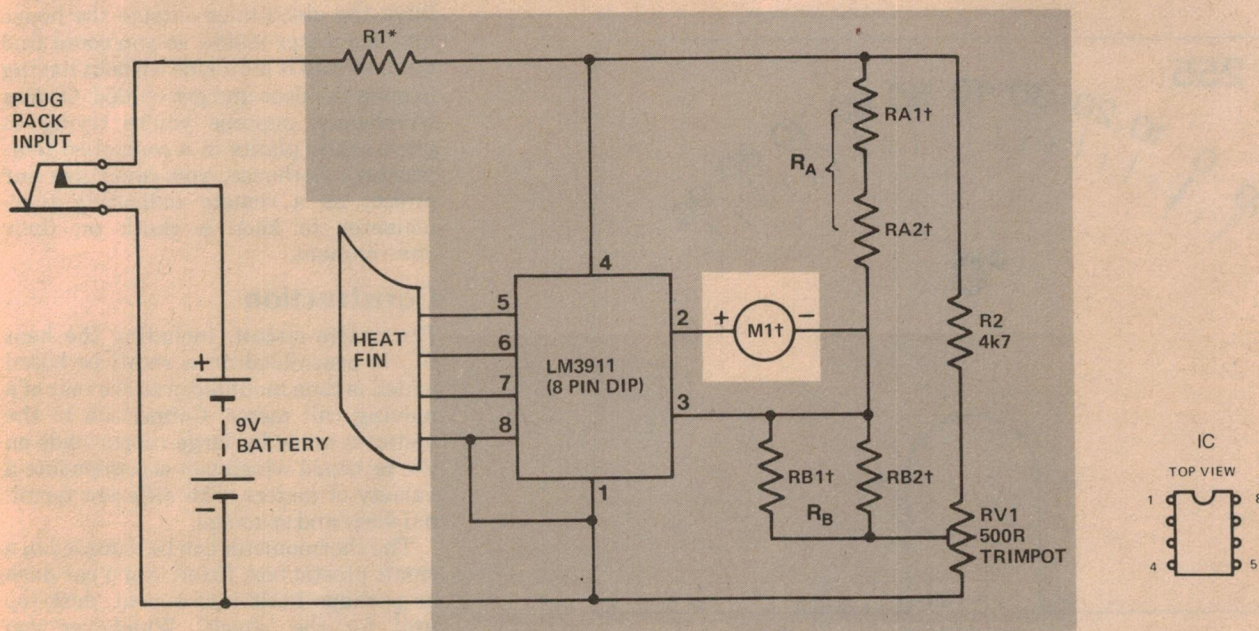 R1*
PLUG
PACK
INPUT
RA1†
RA
RA2†
4
5
6
7
8
HEAT
FIN
LM3911
(8 PIN DIP)
2
+
M1†
−
3
1
R2
4k7
+
9V
BATTERY
−
RB1†
RB
RB2†
RV1
500R
TRIMPOT
IC
TOP VIEW
1
8
4
5